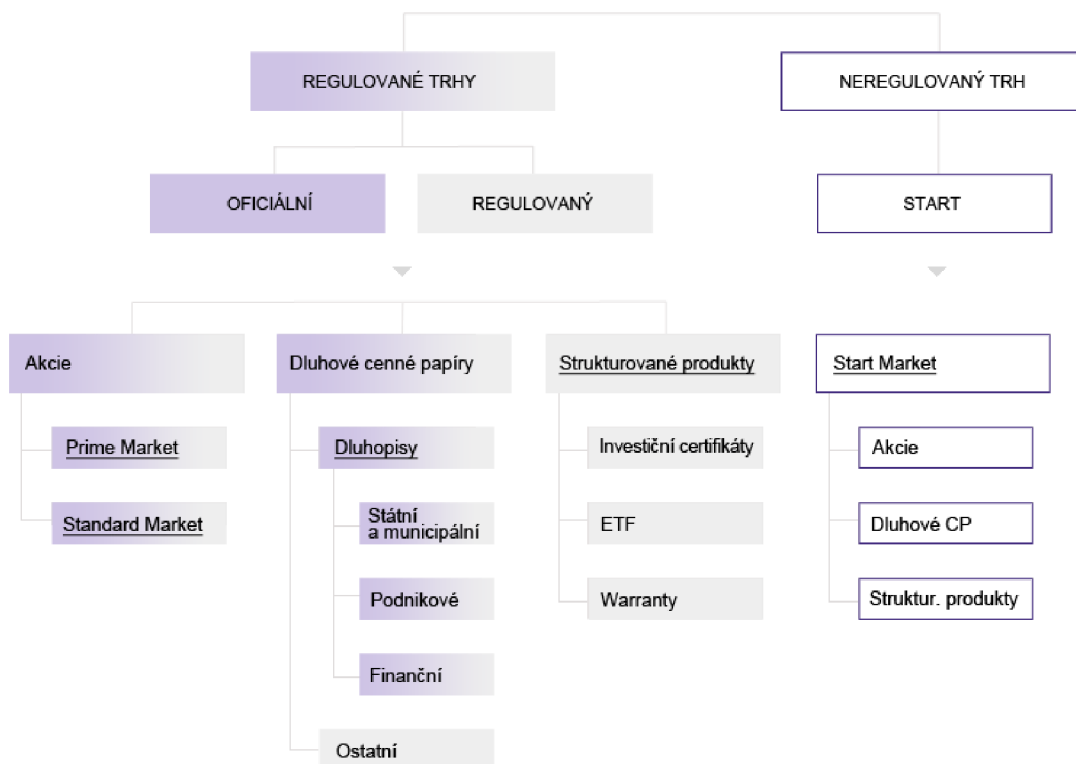 REGULOVANÉ TRHY
NEREGULOVANÝ TRH
OFICIÁLNÍ
REGULOVANÝ
START
Akcie
Prime Market
Standard Market
Dluhové cenné papíry
Dluhopisy
Státní
a municipální
Podnikové
Finanční
Ostatní
Strukturované produkty
Investiční certifikáty
ETF
Warranty
Start Market
Akcie
Dluhové CP
Struktur. produkty